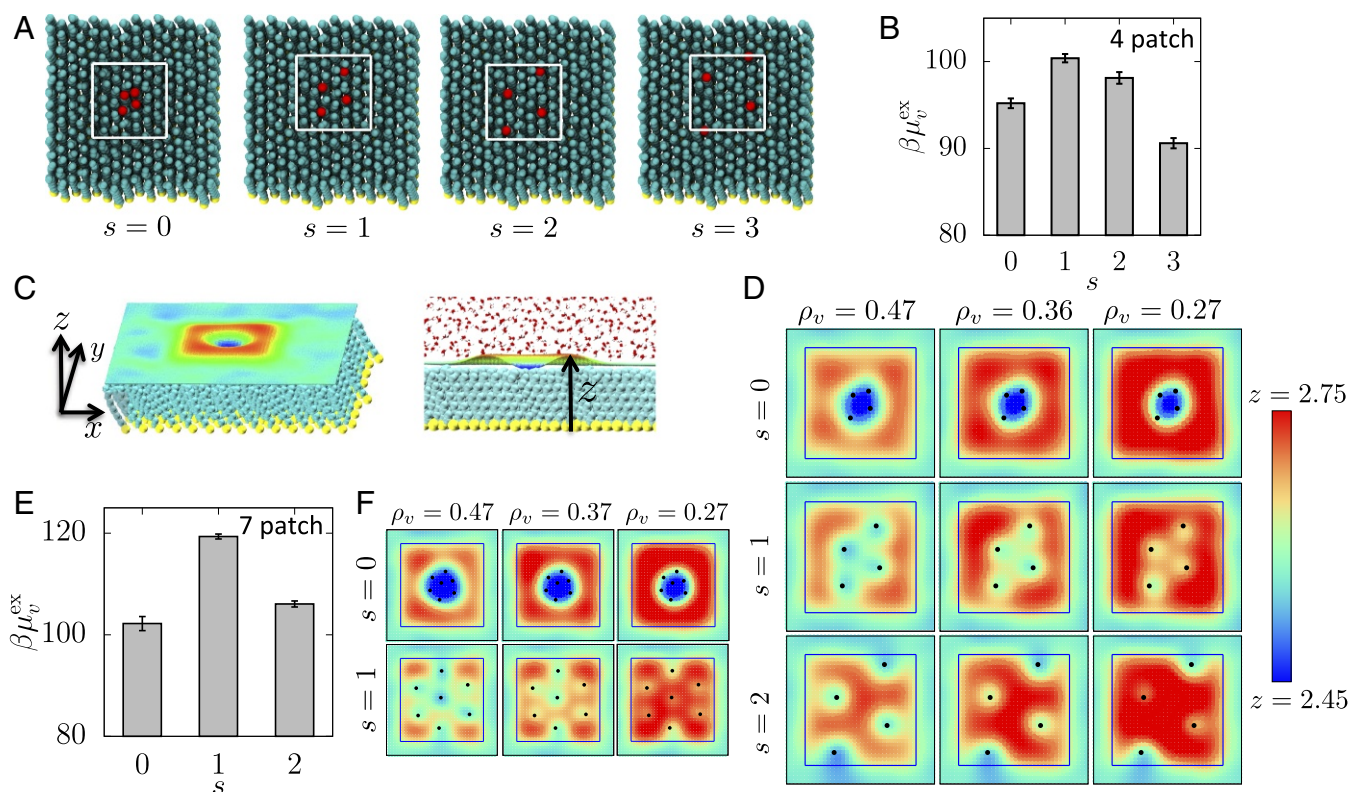 A
s = 0
s = 1
s = 2
s = 3
B
4 patch
100
90
80
βμ_v^ex
0 1 2 3
s
C
z
y
x
z
D
ρ_v = 0.47 ρ_v = 0.36 ρ_v = 0.27
s = 0
s = 1
s = 2
z = 2.75
z = 2.45
E
7 patch
120
100
80
βμ_v^ex
0 1 2
s
F
ρ_v = 0.47 ρ_v = 0.37 ρ_v = 0.27
s = 0
s = 1